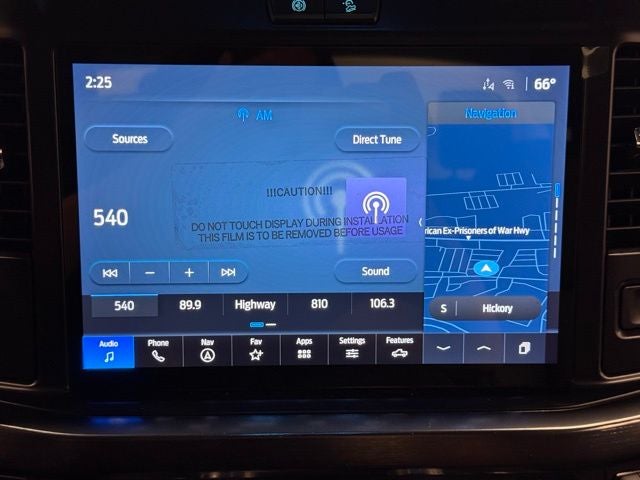 2:25
66°
AM
Navigation
Sources
Direct Tune
!!!CAUTION!!!
540
DO NOT TOUCH DISPLAY DURING INSTALLATION
THIS FILM IS TO BE REMOVED BEFORE USAGE
rican Ex-Prisoners of War Hwy
Sound
540 89.9 Highway 810 106.3
S Hickory
Audio Phone Nav Fav Apps Settings Features